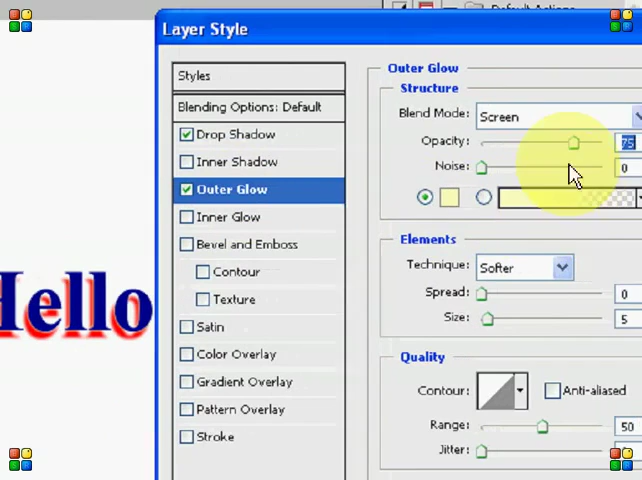 Default Actions
Layer Style
Styles
Blending Options: Default
Drop Shadow
Inner Shadow
Outer Glow
Inner Glow
Bevel and Emboss
Contour
Texture
Satin
Color Overlay
Gradient Overlay
Pattern Overlay
Stroke
Outer Glow
Structure
Blend Mode: Screen
Opacity: 75
Noise: 0
Elements
Technique: Softer
Spread: 0
Size: 5
Quality
Contour: Anti-aliased
Range: 50
Jitter:
Hello